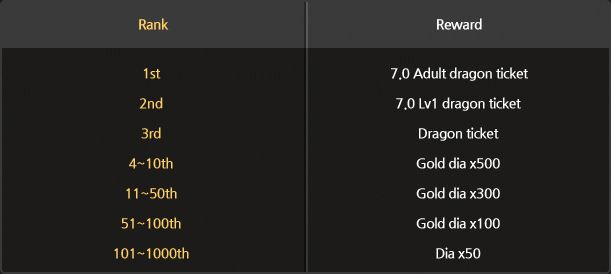 Rank Reward
1st 7.0 Adult dragon ticket
2nd 7.0 Lv1 dragon ticket
3rd Dragon ticket
4~10th Gold dia x500
11~50th Gold dia x300
51~100th Gold dia x100
101~1000th Dia x50